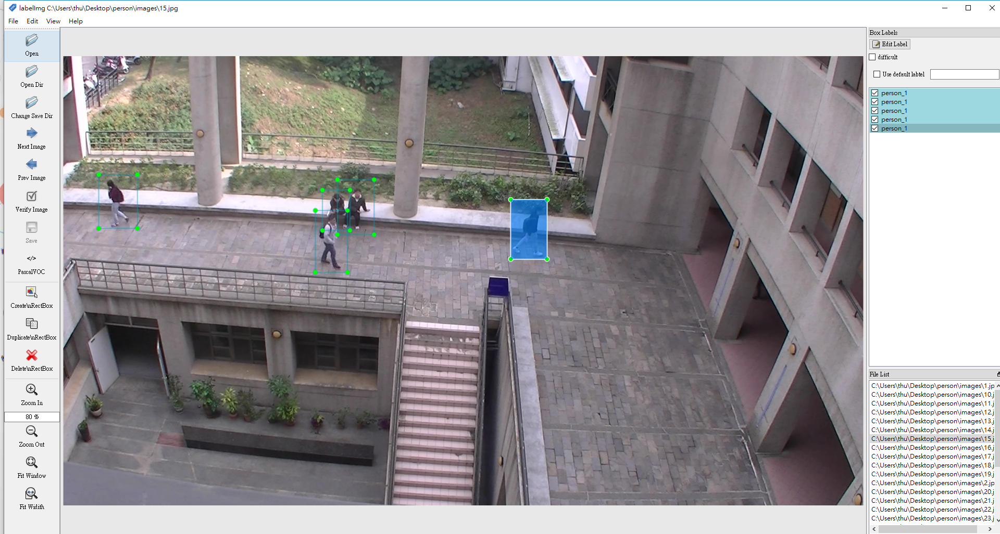 labelImg C:\Users\thu\Desktop\person\images\15.jpg
File Edit View Help
Open
Open Dir
Change Save Dir
Next Image
Prev Image
Verify Image
Save
</>
PascalVOC
Create\nRectBox
Duplicate\nRectBox
Delete\nRectBox
Zoom In
80 %
Zoom Out
Fit Window
Fit Width
Box Labels
Edit Label
difficult
Use default labtel
person_1
person_1
person_1
person_1
person_1
File List
C:\Users\thu\Desktop\person\images\1.jp
C:\Users\thu\Desktop\person\images\10.j
C:\Users\thu\Desktop\person\images\11.j
C:\Users\thu\Desktop\person\images\12.j
C:\Users\thu\Desktop\person\images\13.j
C:\Users\thu\Desktop\person\images\14.j
C:\Users\thu\Desktop\person\images\15.j
C:\Users\thu\Desktop\person\images\16.j
C:\Users\thu\Desktop\person\images\17.j
C:\Users\thu\Desktop\person\images\18.j
C:\Users\thu\Desktop\person\images\19.j
C:\Users\thu\Desktop\person\images\2.jp
C:\Users\thu\Desktop\person\images\20.j
C:\Users\thu\Desktop\person\images\21.j
C:\Users\thu\Desktop\person\images\22.j
C:\Users\thu\Desktop\person\images\23.j